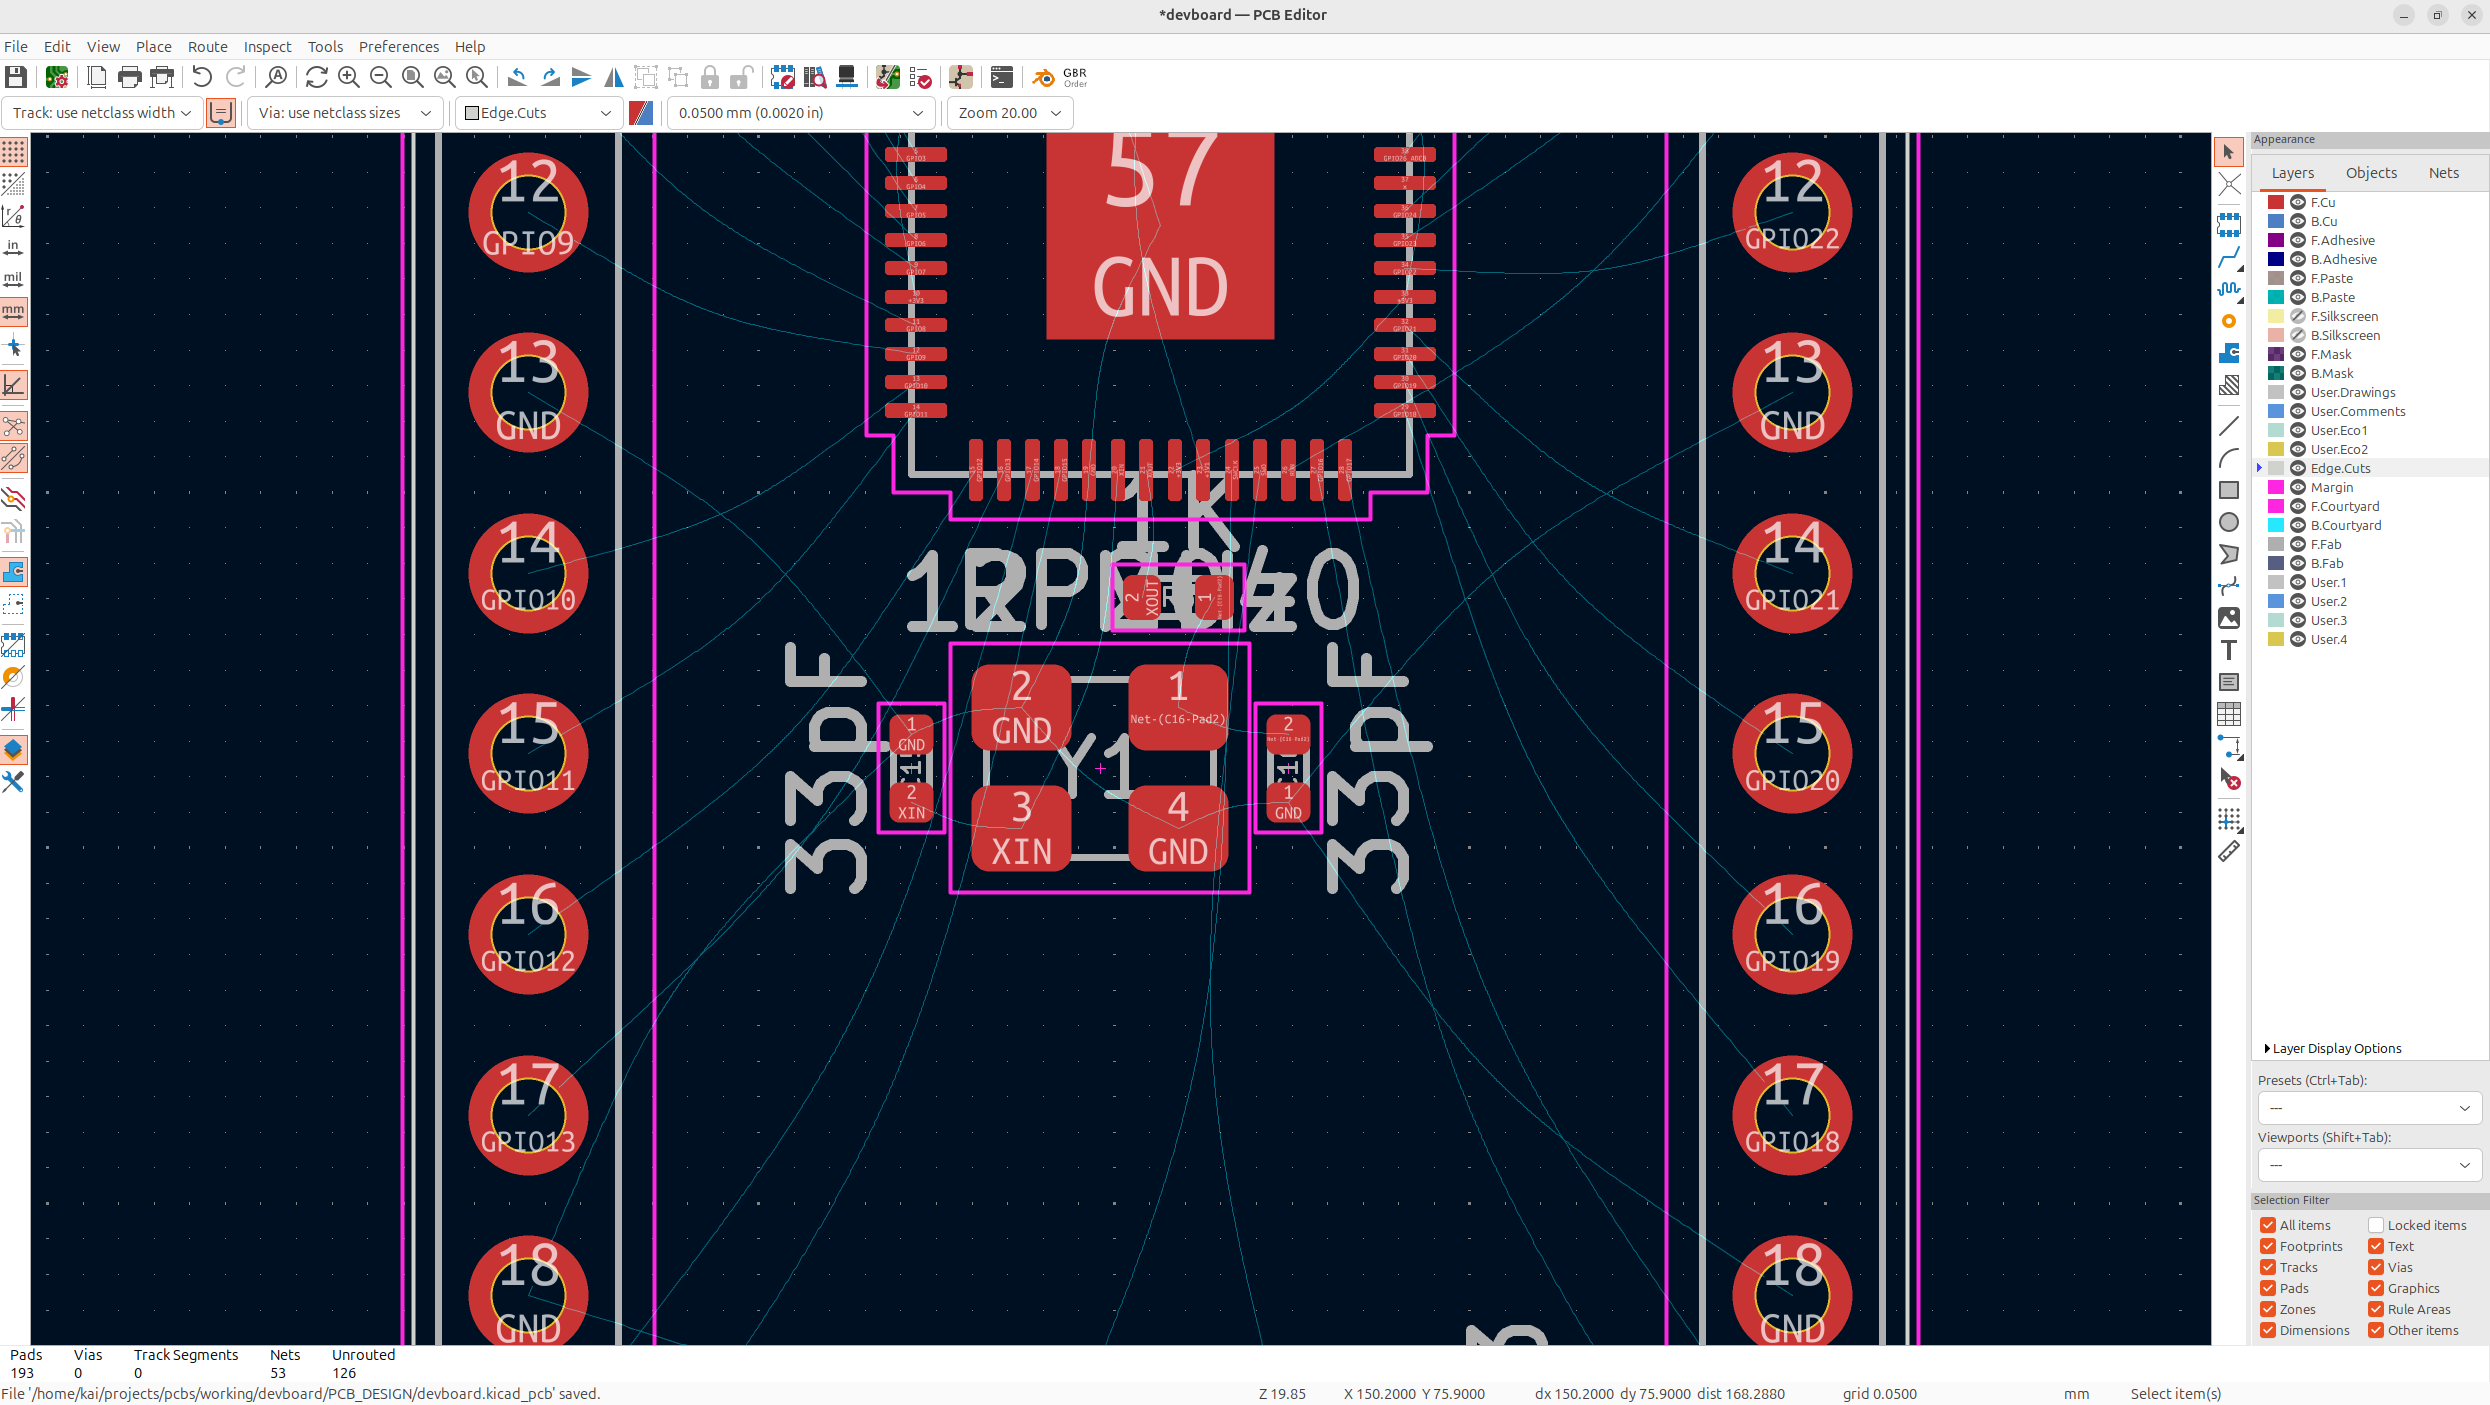 *devboard — PCB Editor
File Edit View Place Route Inspect Tools Preferences Help
GBR
Order
Track: use netclass width
Via: use netclass sizes
Edge.Cuts
0.0500 mm (0.0020 in)
Zoom 20.00
in
mil
mm
12
GPIO9
13
GND
14
GPIO10
15
GPIO11
16
GPIO12
17
GPIO13
18
GND
57
GND
1K
2
XOUT
1
33pF
1
GND
2
XIN
2
GND
1
Net-(C16-Pad2)
Y1
3
XIN
4
GND
2
1
GND
33pF
12
GPIO22
13
GND
14
GPIO21
15
GPIO20
16
GPIO19
17
GPIO18
18
GND
Appearance
Layers Objects Nets
F.Cu
B.Cu
F.Adhesive
B.Adhesive
F.Paste
B.Paste
F.Silkscreen
B.Silkscreen
F.Mask
B.Mask
User.Drawings
User.Comments
User.Eco1
User.Eco2
Edge.Cuts
Margin
F.Courtyard
B.Courtyard
F.Fab
B.Fab
User.1
User.2
User.3
User.4
Layer Display Options
Presets (Ctrl+Tab):
---
Viewports (Shift+Tab):
---
Selection Filter
All items Locked items
Footprints Text
Tracks Vias
Pads Graphics
Zones Rule Areas
Dimensions Other items
Pads Vias Track Segments Nets Unrouted
193 0 0 53 126
File '/home/kai/projects/pcbs/working/devboard/PCB_DESIGN/devboard.kicad_pcb' saved.
Z 19.85
X 150.2000 Y 75.9000
dx 150.2000 dy 75.9000 dist 168.2880
grid 0.0500
mm
Select item(s)